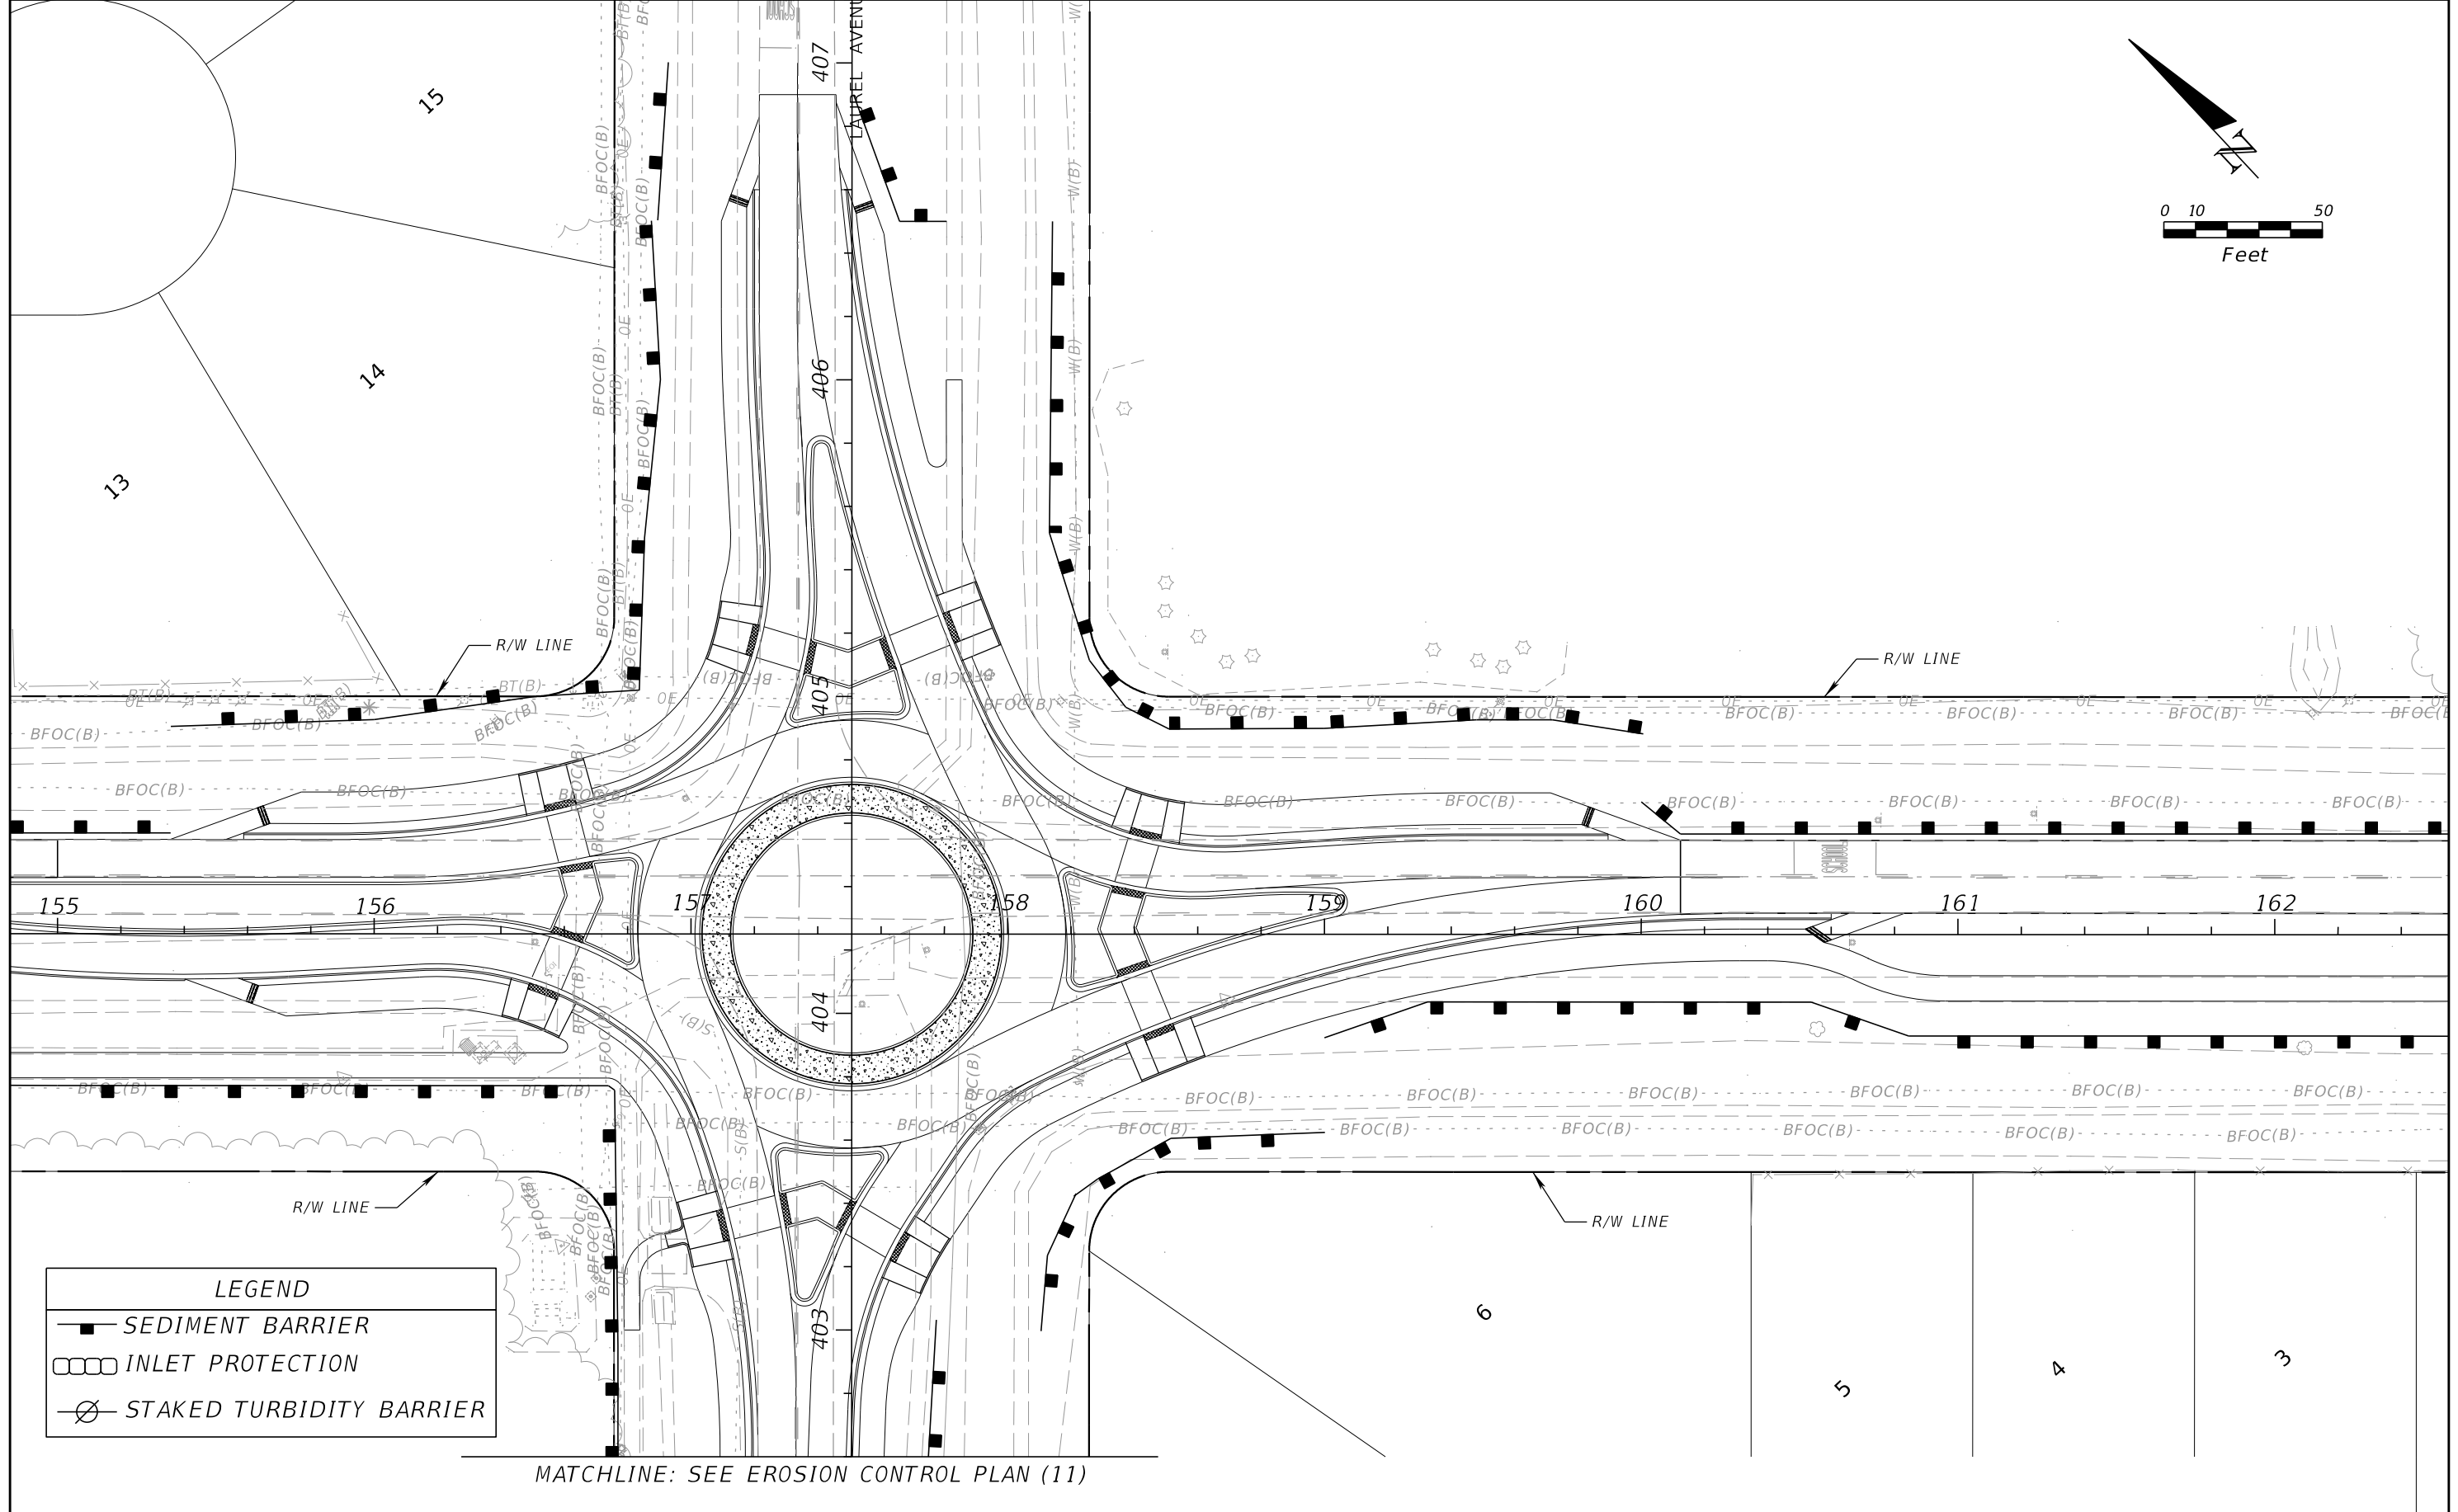 LAUREL AVENU
407
406
405
404
403
N
0 10 50
Feet
15
14
13
R/W LINE
R/W LINE
155 156 157 158 159 160 161 162
BFOC(B)
BT(B)
OE
W(B)
S(B)
R/W LINE
R/W LINE
6
5
4
3
LEGEND
SEDIMENT BARRIER
INLET PROTECTION
STAKED TURBIDITY BARRIER
MATCHLINE: SEE EROSION CONTROL PLAN (11)